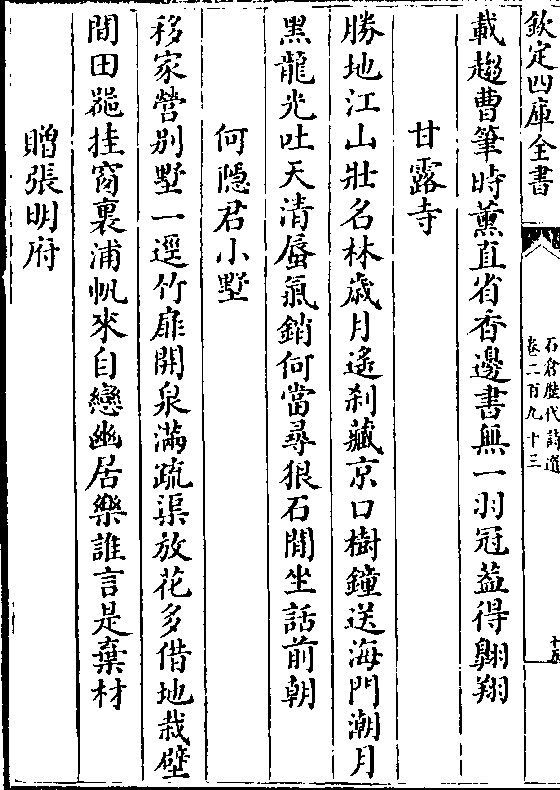 欽定四庫全書
石倉歷代詩選
卷二百九十三
載趨曹筆時薰直省香邊書無一羽冠葢得翺翔
甘露寺
勝地江山壯名林歳月遙刹藏京口樹鐘送海門潮月
黒龍光吐天清蜃氣銷何當尋狠石閒坐話前朝
何隠君小墅
移家營别墅一逕竹扉開泉滿疏渠放花多借地栽壁
間田器挂窗裏浦帆來自戀幽居樂誰言是棄材
贈張明府